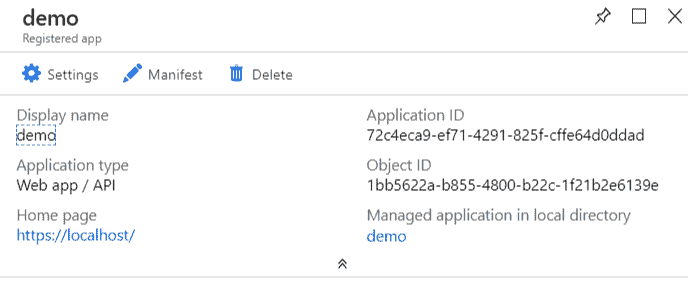 demo
Registered app
Settings
Manifest
Delete
Display name
demo
Application type
Web app / API
Home page
https://localhost/
Application ID
72c4eca9-ef71-4291-825f-cffe64d0ddad
Object ID
1bb5622a-b855-4800-b22c-1f21b2e6139e
Managed application in local directory
demo